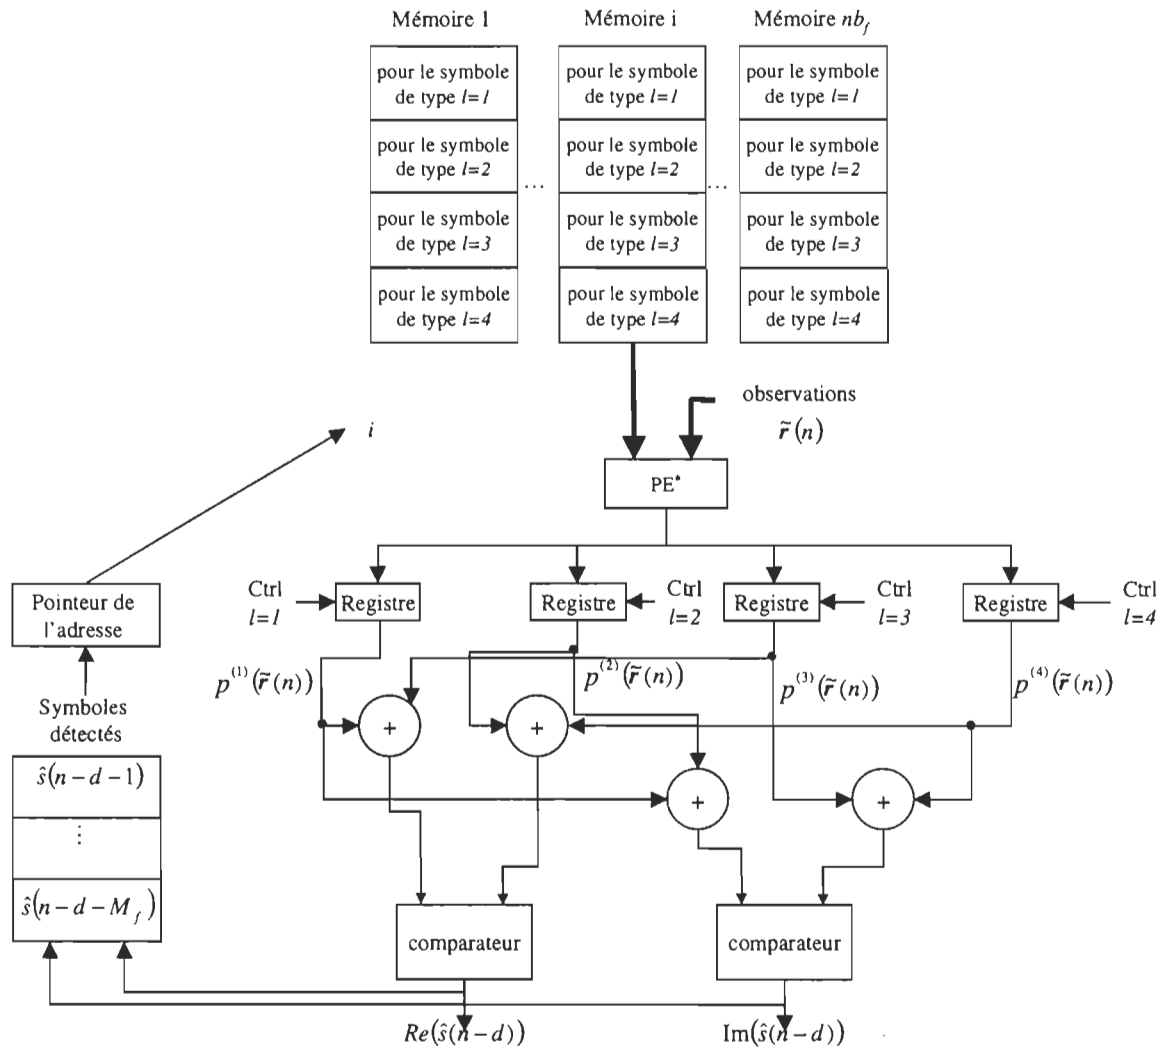 Mémoire 1
Mémoire i
Mémoire nb_f
pour le symbole
de type l=1
pour le symbole
de type l=1
pour le symbole
de type l=1
pour le symbole
de type l=2
pour le symbole
de type l=2
pour le symbole
de type l=2
...
...
pour le symbole
de type l=3
pour le symbole
de type l=3
pour le symbole
de type l=3
pour le symbole
de type l=4
pour le symbole
de type l=4
pour le symbole
de type l=4
observations
r̃(n)
i
PE*
Pointeur de
l'adresse
Ctrl
l=1
Registre
Registre
Ctrl
l=2
Registre
Ctrl
l=3
Registre
Ctrl
l=4
p^(1)(r̃(n))
p^(2)(r̃(n))
p^(3)(r̃(n))
p^(4)(r̃(n))
Symboles
détectés
+
+
+
+
ŝ(n−d−1)
⋮
ŝ(n−d−M_f)
comparateur
comparateur
Re(ŝ(n−d))
Im(ŝ(n−d))